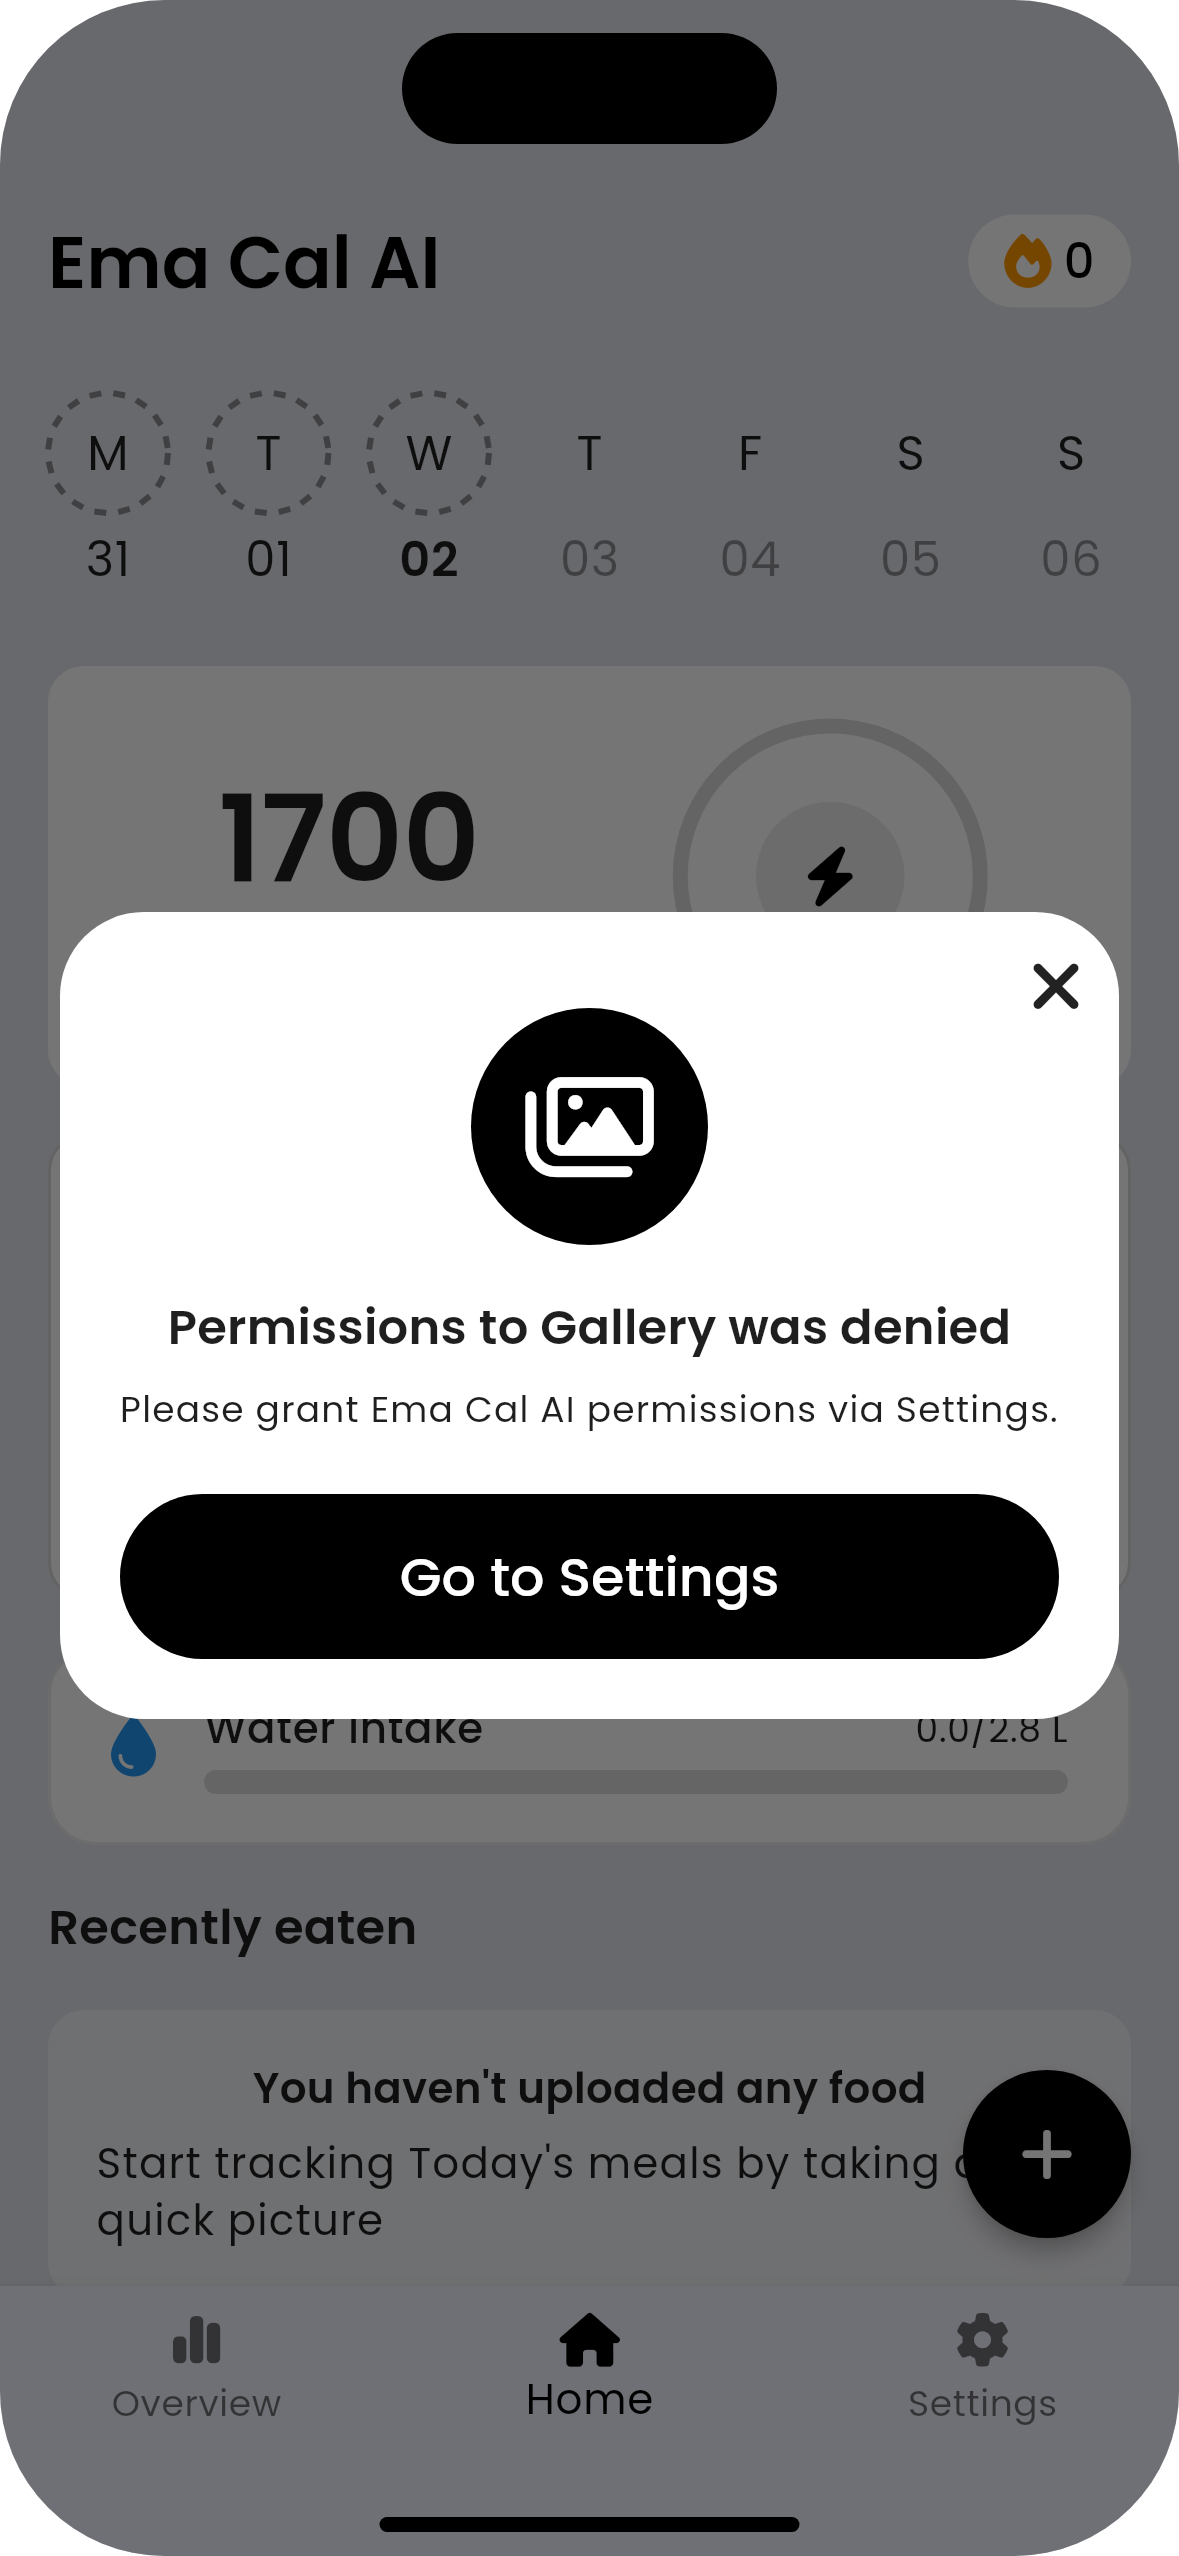 Ema Cal AI
0
M T W T F S S
31 01 02 03 04 05 06
1700
Permissions to Gallery was denied
Please grant Ema Cal AI permissions via Settings.
Go to Settings
Water Intake 0.0/2.8 L
Recently eaten
You haven't uploaded any food
Start tracking Today's meals by taking
quick picture
Overview Home Settings